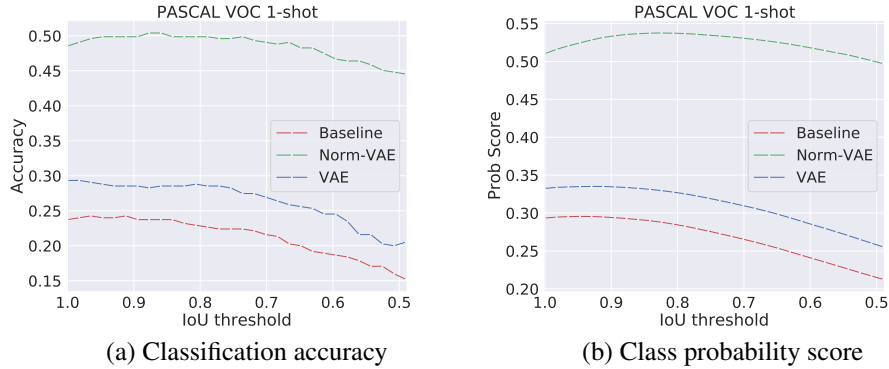 PASCAL VOC 1-shot
0.50
0.45
0.40
0.35
0.30
0.25
0.20
0.15
Accuracy
Baseline
Norm-VAE
VAE
1.0 0.9 0.8 0.7 0.6 0.5
IoU threshold
(a) Classification accuracy
PASCAL VOC 1-shot
0.55
0.50
0.45
0.40
0.35
0.30
0.25
0.20
Prob Score
Baseline
Norm-VAE
VAE
1.0 0.9 0.8 0.7 0.6 0.5
IoU threshold
(b) Class probability score